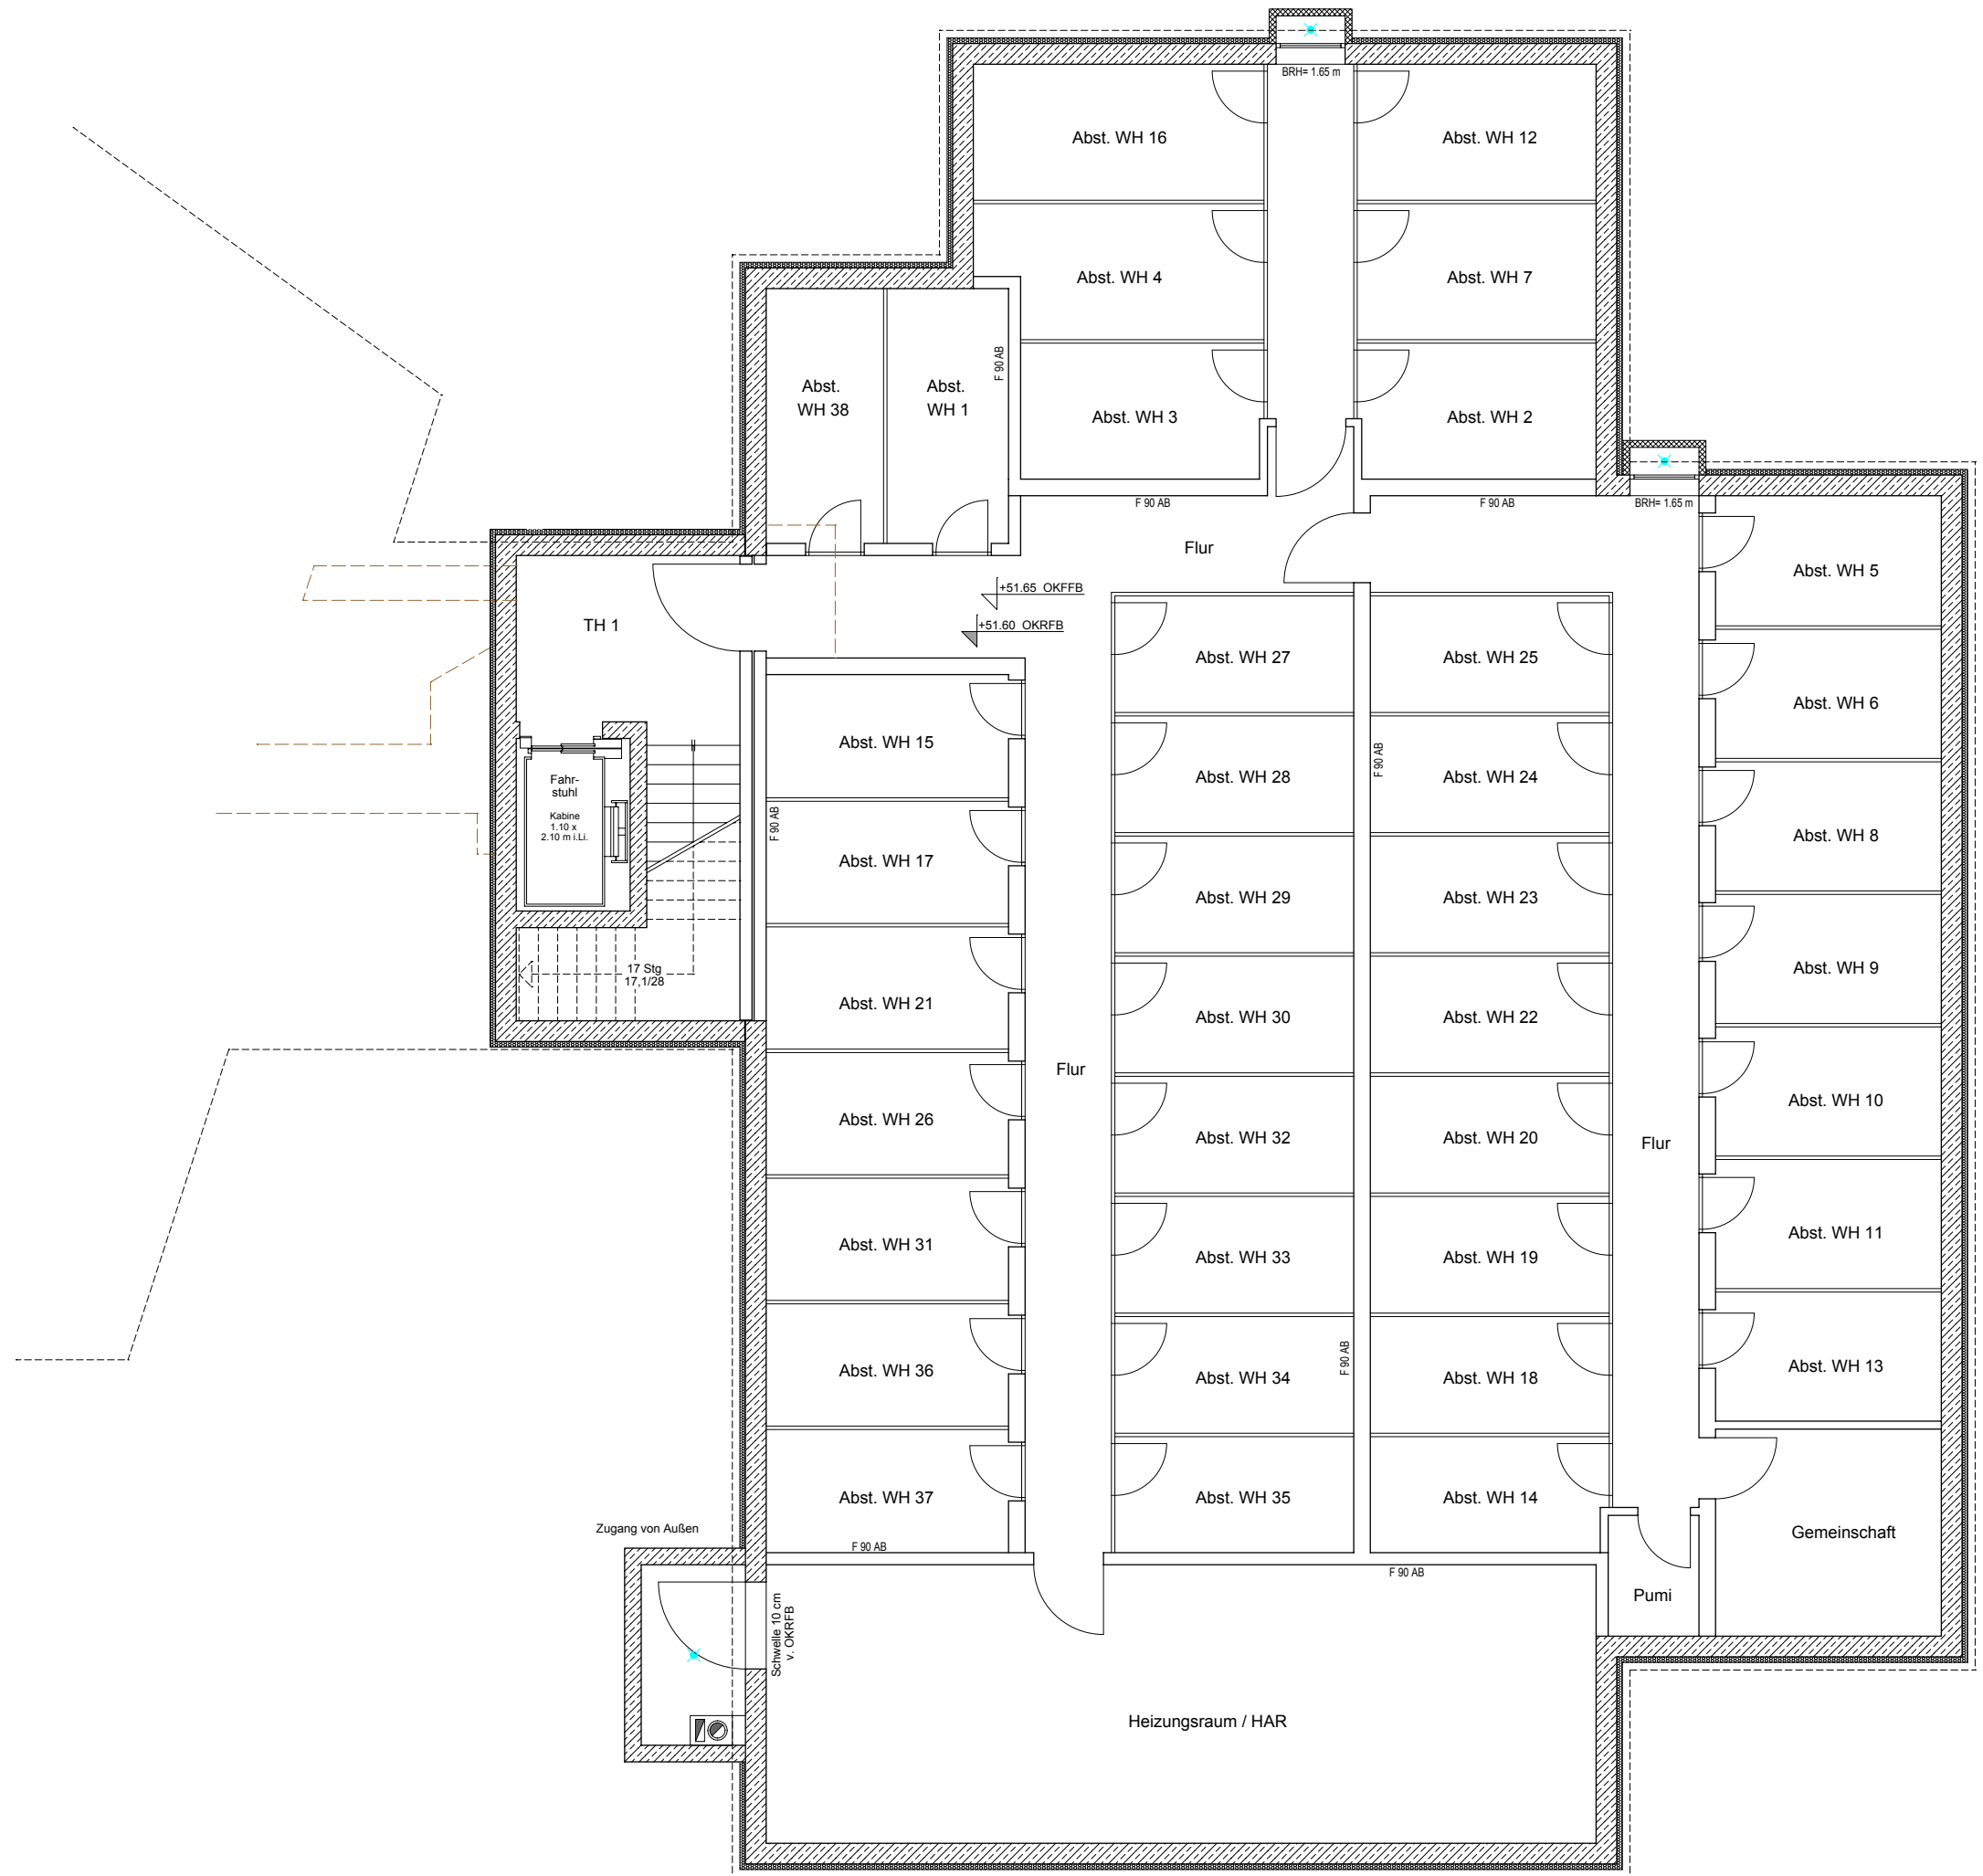 BRH= 1.65 m
Abst. WH 16
Abst. WH 12
Abst. WH 4
Abst. WH 7
F 90 AB
Abst.
WH 38
Abst.
WH 1
Abst. WH 3
Abst. WH 2
F 90 AB
F 90 AB
BRH= 1.65 m
Flur
Abst. WH 5
+51.65 OKFFB
+51.60 OKRFB
TH 1
Abst. WH 27
Abst. WH 25
Abst. WH 6
Abst. WH 15
F 90 AB
Abst. WH 28
Abst. WH 24
Fahr-
stuhl
Kabine
1.10 x
2.10 m i.Li.
F 90 AB
Abst. WH 8
Abst. WH 17
Abst. WH 29
Abst. WH 23
17 Stg
17,1/28
Abst. WH 9
Abst. WH 21
Abst. WH 30
Abst. WH 22
Flur
Abst. WH 10
Abst. WH 26
Abst. WH 32
Abst. WH 20
Flur
Abst. WH 31
Abst. WH 33
Abst. WH 19
Abst. WH 11
Abst. WH 36
Abst. WH 34
F 90 AB
Abst. WH 18
Abst. WH 13
Abst. WH 37
Abst. WH 35
Abst. WH 14
Zugang von Außen
F 90 AB
Gemeinschaft
F 90 AB
Pumi
Schwelle 10 cm
v. OKRFB
Heizungsraum / HAR